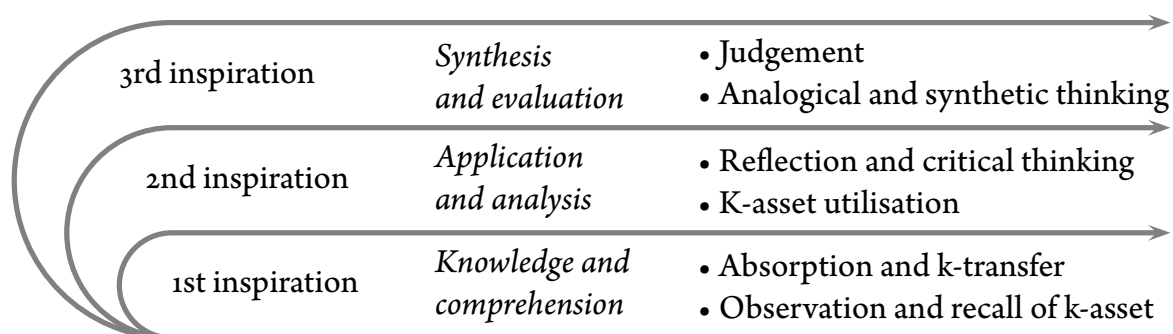 3rd inspiration
Synthesis
and evaluation
• Judgement
• Analogical and synthetic thinking
2nd inspiration
Application
and analysis
• Reflection and critical thinking
• K-asset utilisation
1st inspiration
Knowledge and
comprehension
• Absorption and k-transfer
• Observation and recall of k-asset